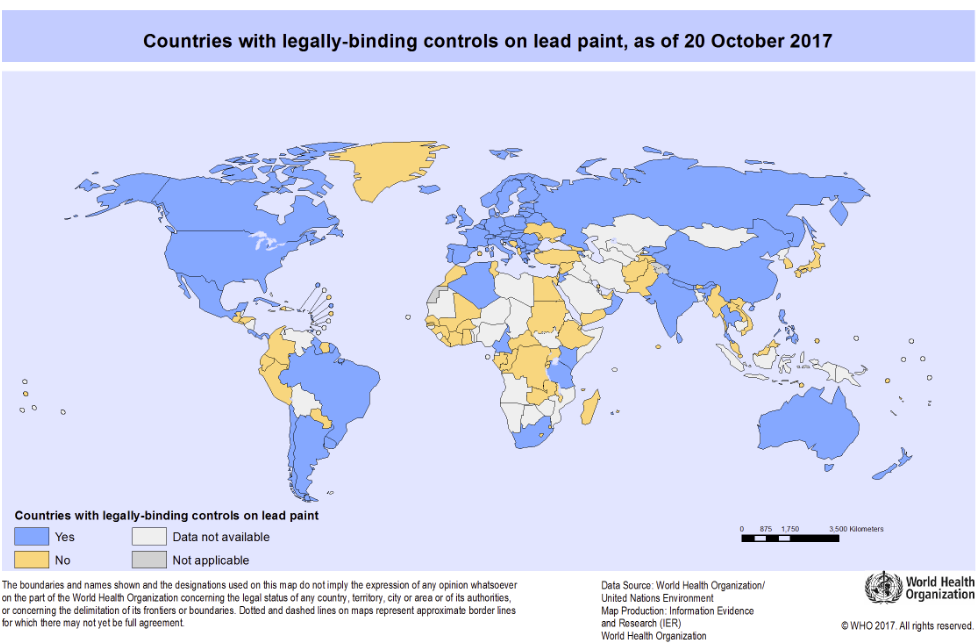 Countries with legally-binding controls on lead paint, as of 20 October 2017
Countries with legally-binding controls on lead paint
Yes
Data not available
No
Not applicable
0 875 1,750 3,500 Kilometers
The boundaries and names shown and the designations used on this map do not imply the expression of any opinion whatsoever
on the part of the World Health Organization concerning the legal status of any country, territory, city or area or of its authorities,
or concerning the delimitation of its frontiers or boundaries. Dotted and dashed lines on maps represent approximate border lines
for which there may not yet be full agreement.
Data Source: World Health Organization/
United Nations Environment
Map Production: Information Evidence
and Research (IER)
World Health Organization
World Health
Organization
© WHO 2017. All rights reserved.